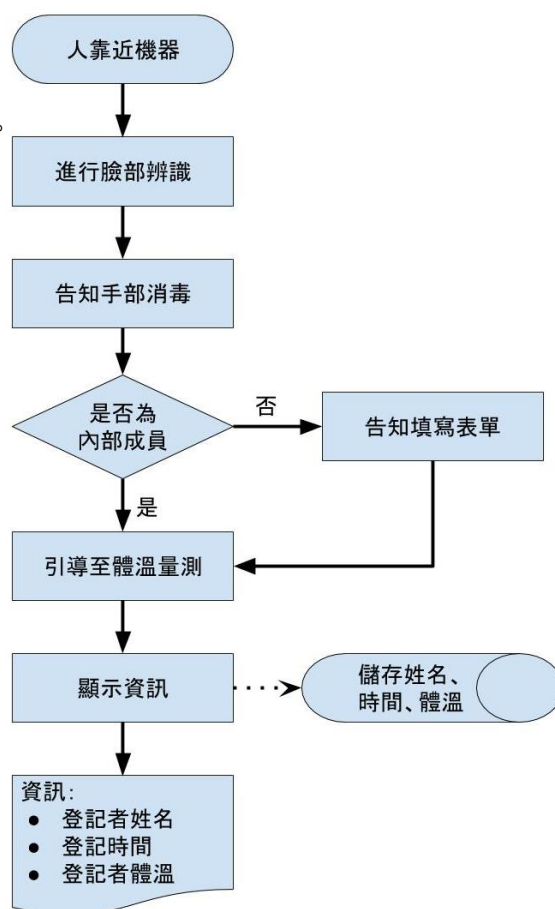 人靠近機器
。
進行臉部辨識
告知手部消毒
是否為
內部成員
否
告知填寫表單
是
引導至體溫量測
顯示資訊
儲存姓名、
時間、體溫
資訊:
● 登記者姓名
● 登記時間
● 登記者體溫